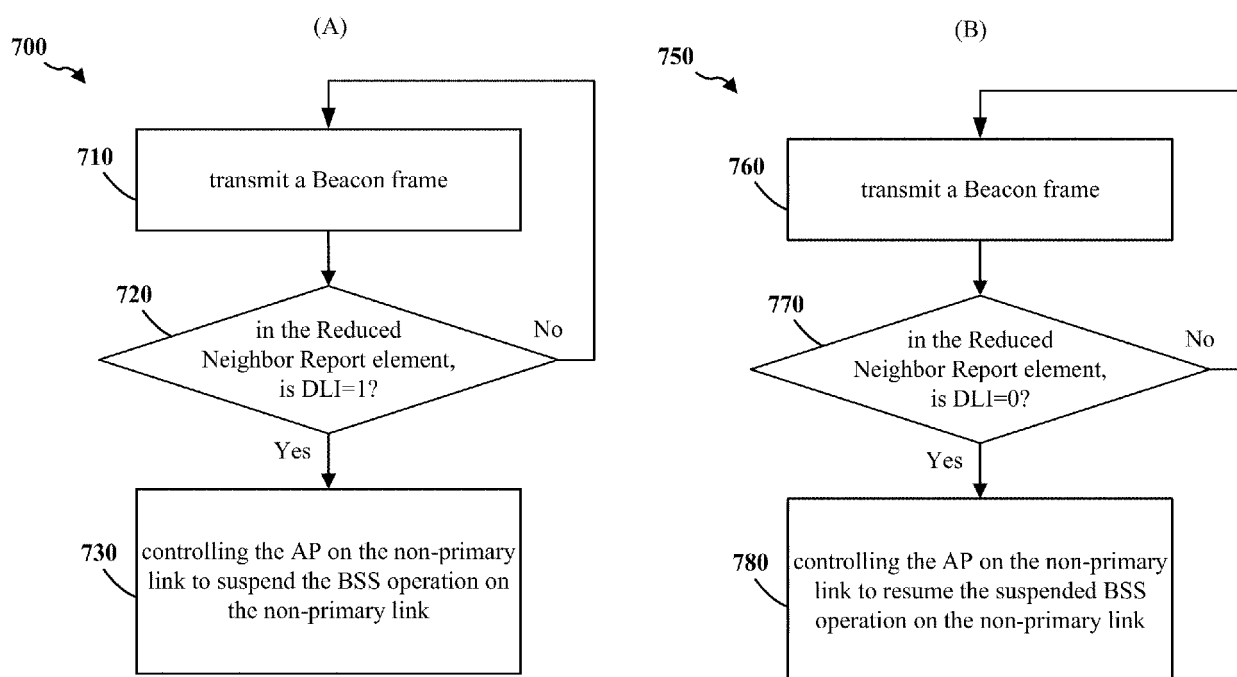 (A)
700
710
transmit a Beacon frame
720
in the Reduced
Neighbor Report element,
is DLI=1?
No
Yes
730
controlling the AP on the non-primary
link to suspend the BSS operation on
the non-primary link
(B)
750
760
transmit a Beacon frame
770
in the Reduced
Neighbor Report element,
is DLI=0?
No
Yes
780
controlling the AP on the non-primary
link to resume the suspended BSS
operation on the non-primary link